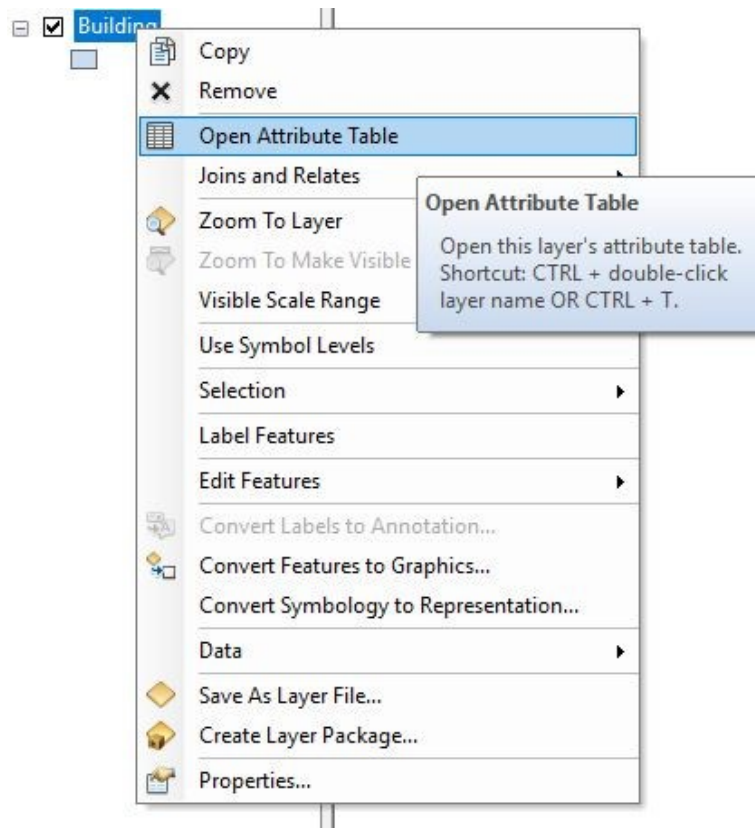 Building
Copy
Remove
Open Attribute Table
Joins and Relates
Open Attribute Table
Open this layer's attribute table.
Shortcut: CTRL + double-click
layer name OR CTRL + T.
Zoom To Layer
Zoom To Make Visible
Visible Scale Range
Use Symbol Levels
Selection
Label Features
Edit Features
Convert Labels to Annotation...
Convert Features to Graphics...
Convert Symbology to Representation...
Data
Save As Layer File...
Create Layer Package...
Properties...